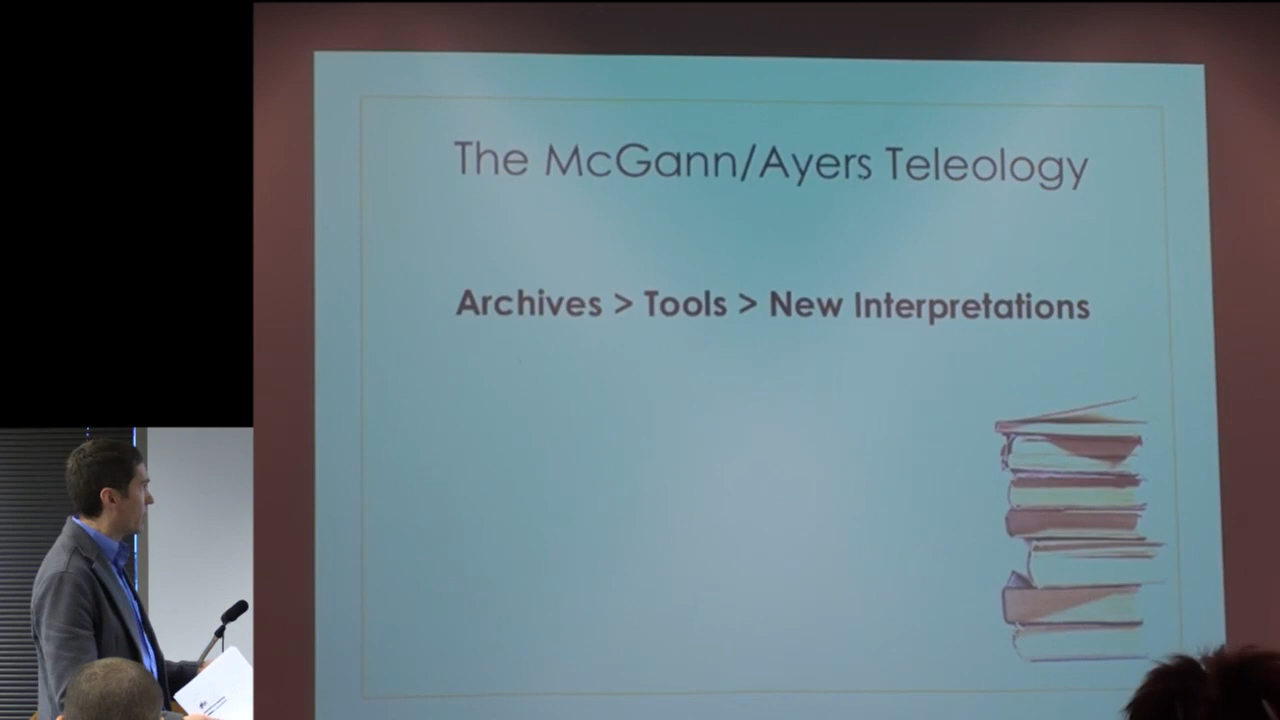 The McGann/Ayers Teleology
Archives > Tools > New Interpretations